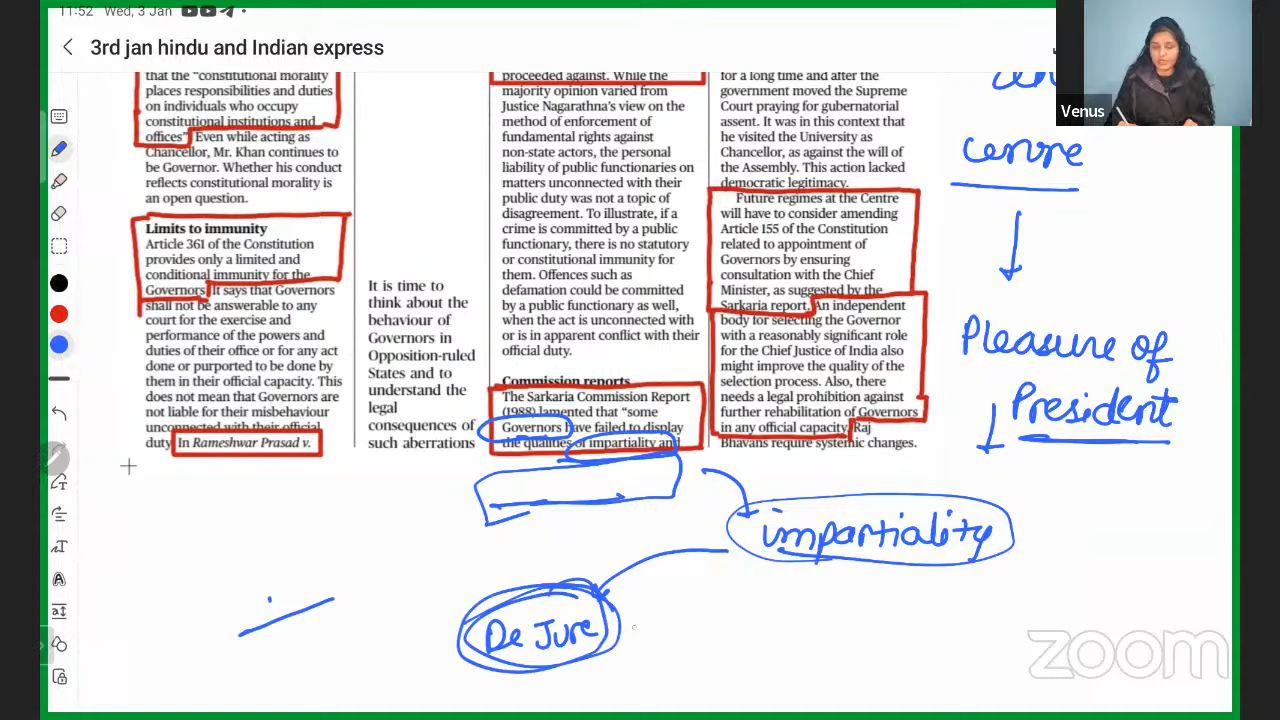 11:52 Wed, 3 Jan
3rd jan hindu and Indian express
that the “constitutional morality
places responsibilities and duties
on individuals who occupy
constitutional institutions and
offices”. Even while acting as
Chancellor, Mr. Khan continues to
be Governor. Whether his conduct
reflects constitutional morality is
an open question.
Limits to immunity
Article 361 of the Constitution
provides only a limited and
conditional immunity for the
Governors. It says that Governors
shall not be answerable to any
court for the exercise and
performance of the powers and
duties of their office or for any act
done or purported to be done by
them in their official capacity. This
does not mean that Governors are
not liable for their misbehaviour
unconnected with their official
duty. In Rameshwar Prasad v.
It is time to
think about the
behaviour of
Governors in
Opposition-ruled
States and to
understand the
legal
consequences of
such aberrations
proceeded against. While the
majority opinion varied from
Justice Nagarathna’s view on the
method of enforcement of
fundamental rights against
non-state actors, the personal
liability of public functionaries on
matters unconnected with their
public duty was not a topic of
disagreement. To illustrate, if a
crime is committed by a public
functionary, there is no statutory
or constitutional immunity for
them. Offences such as
defamation could be committed
by a public functionary as well,
when the act is unconnected with
or is in apparent conflict with their
official duty.
Commission reports
The Sarkaria Commission Report
(1988) lamented that “some
Governors have failed to display
the qualities of impartiality and
for a long time and after the
government moved the Supreme
Court praying for gubernatorial
assent. It was in this context that
he visited the University as
Chancellor, as against the will of
the Assembly. This action lacked
democratic legitimacy.
Future regimes at the Centre
will have to consider amending
Article 155 of the Constitution
related to appointment of
Governors by ensuring
consultation with the Chief
Minister, as suggested by the
Sarkaria report. An independent
body for selecting the Governor
with a reasonably significant role
for the Chief Justice of India also
might improve the quality of the
selection process. Also, there
needs a legal prohibition against
further rehabilitation of Governors
in any official capacity. Raj
Bhavans require systemic changes.
Venus
centre
Pleasure of
President
impartiality
De Jure
zoom